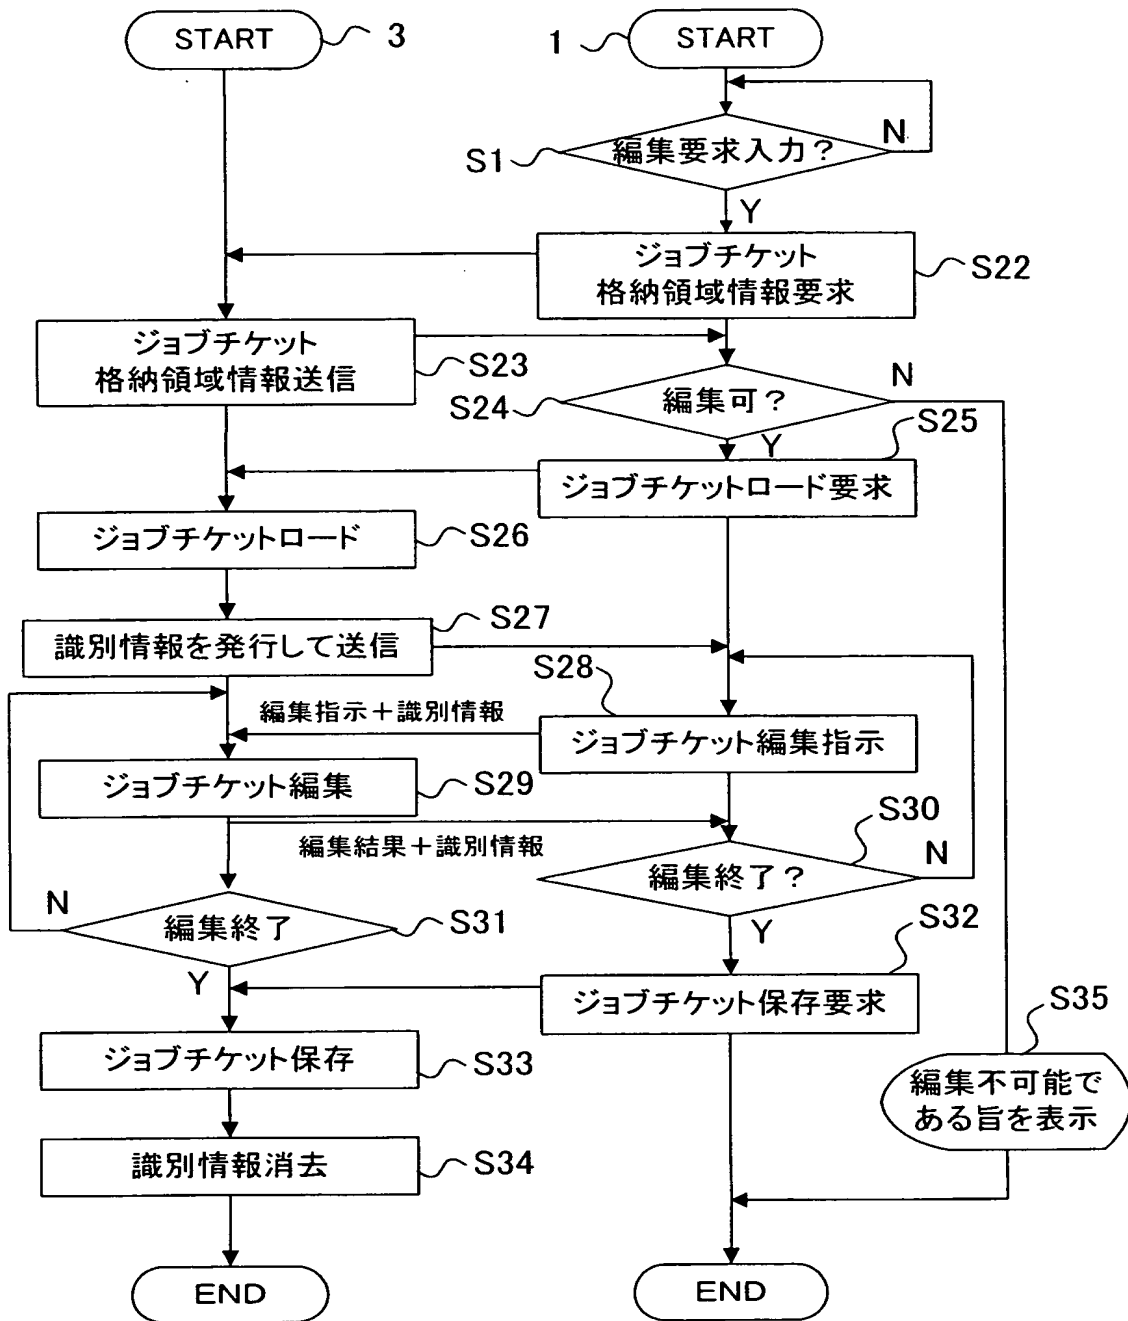 START
3
1
START
S1
編集要求入力？
N
Y
ジョブチケット
格納領域情報要求
S22
ジョブチケット
格納領域情報送信
S23
S24
編集可？
N
Y
S25
ジョブチケットロード要求
ジョブチケットロード
S26
識別情報を発行して送信
S27
S28
編集指示＋識別情報
ジョブチケット編集指示
ジョブチケット編集
S29
編集結果＋識別情報
S30
編集終了？
N
N
編集終了
S31
Y
Y
S32
ジョブチケット保存要求
ジョブチケット保存
S33
S35
編集不可能で
ある旨を表示
識別情報消去
S34
END
END